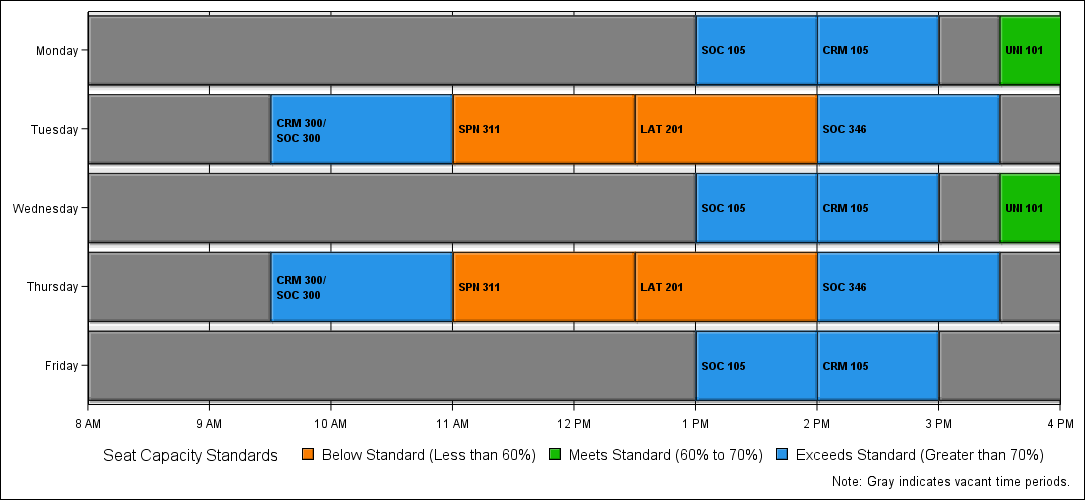 Monday
SOC 105
CRM 105
UNI 101
Tuesday
CRM 300/
SOC 300
SPN 311
LAT 201
SOC 346
Wednesday
SOC 105
CRM 105
UNI 101
Thursday
CRM 300/
SOC 300
SPN 311
LAT 201
SOC 346
Friday
SOC 105
CRM 105
8 AM 9 AM 10 AM 11 AM 12 PM 1 PM 2 PM 3 PM 4 PM
Seat Capacity Standards Below Standard (Less than 60%) Meets Standard (60% to 70%) Exceeds Standard (Greater than 70%)
Note: Gray indicates vacant time periods.